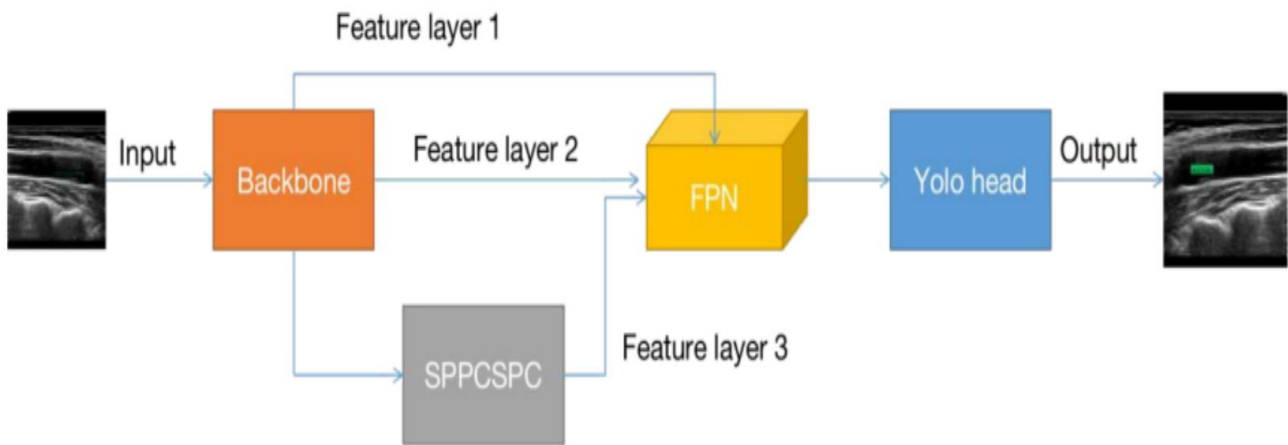 Feature layer 1
Input
Backbone
Feature layer 2
FPN
Yolo head
Output
SPPCSPC
Feature layer 3